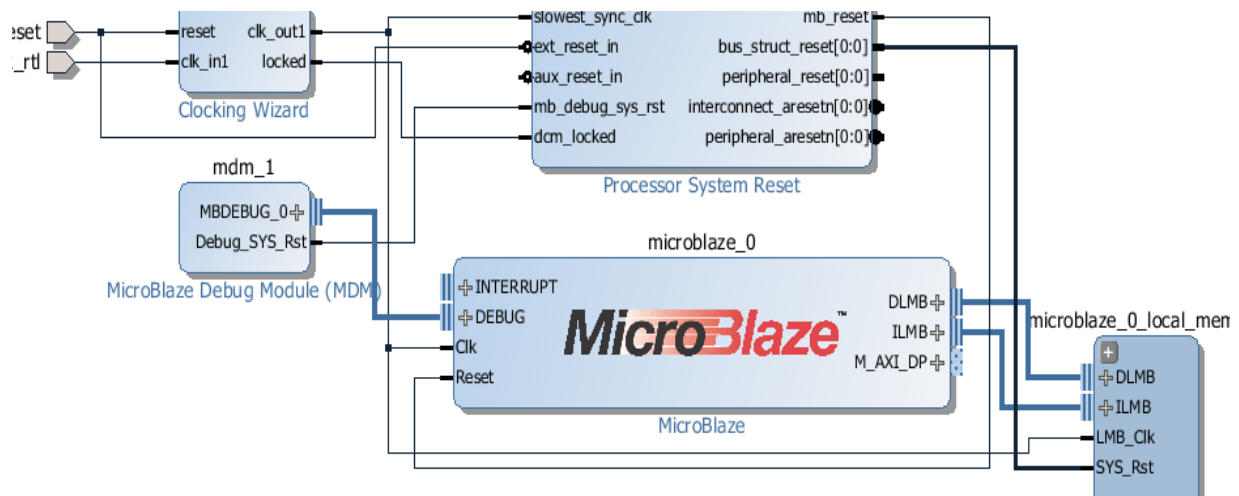 eset
reset
clk_out1
_rtl
clk_in1
locked
Clocking Wizard
slowest_sync_clk
mb_reset
ext_reset_in
bus_struct_reset[0:0]
aux_reset_in
peripheral_reset[0:0]
mb_debug_sys_rst
interconnect_aresetn[0:0]
dcm_locked
peripheral_aresetn[0:0]
Processor System Reset
mdm_1
MBDEBUG_0
Debug_SYS_Rst
MicroBlaze Debug Module (MDM)
microblaze_0
INTERRUPT
DEBUG
Clk
Reset
MicroBlaze™
DLMB
ILMB
M_AXI_DP
MicroBlaze
microblaze_0_local_mem
DLMB
ILMB
LMB_Clk
SYS_Rst